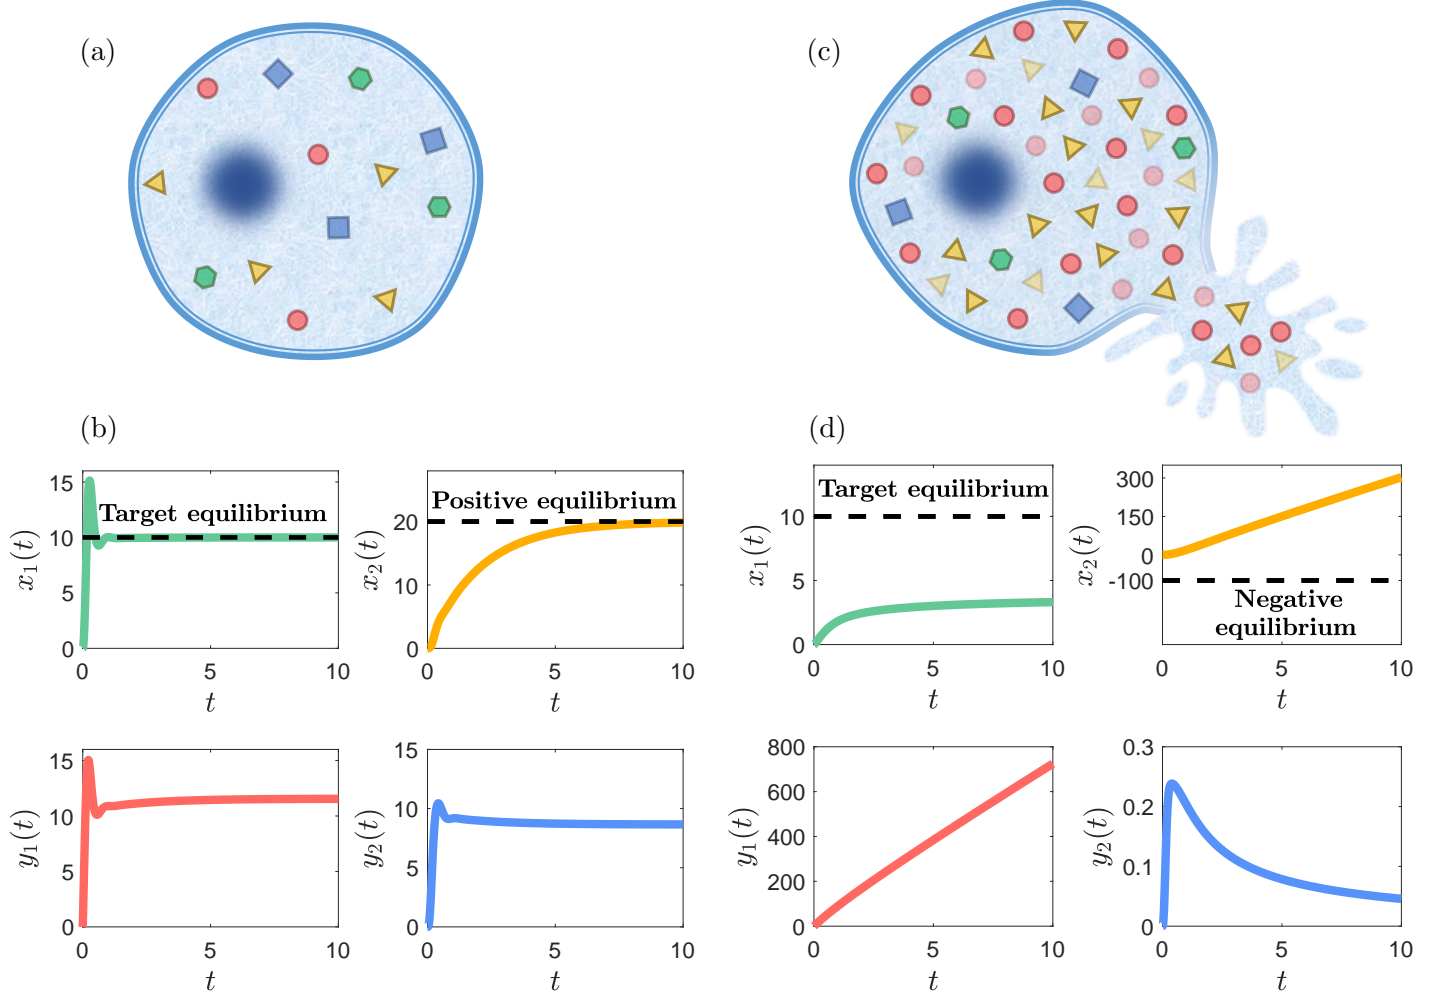 (a)
(c)
(b)
(d)
15
10
5
0
0
5
10
x₁(t)
t
Target equilibrium
20
10
0
0
5
10
x₂(t)
t
Positive equilibrium
10
5
0
0
5
10
x₁(t)
t
Target equilibrium
300
150
0
-100
0
5
10
x₂(t)
t
Negative
equilibrium
15
10
5
0
0
5
10
y₁(t)
t
15
10
5
0
0
5
10
y₂(t)
t
800
600
400
200
0
0
5
10
y₁(t)
t
0.3
0.2
0.1
0
0
5
10
y₂(t)
t